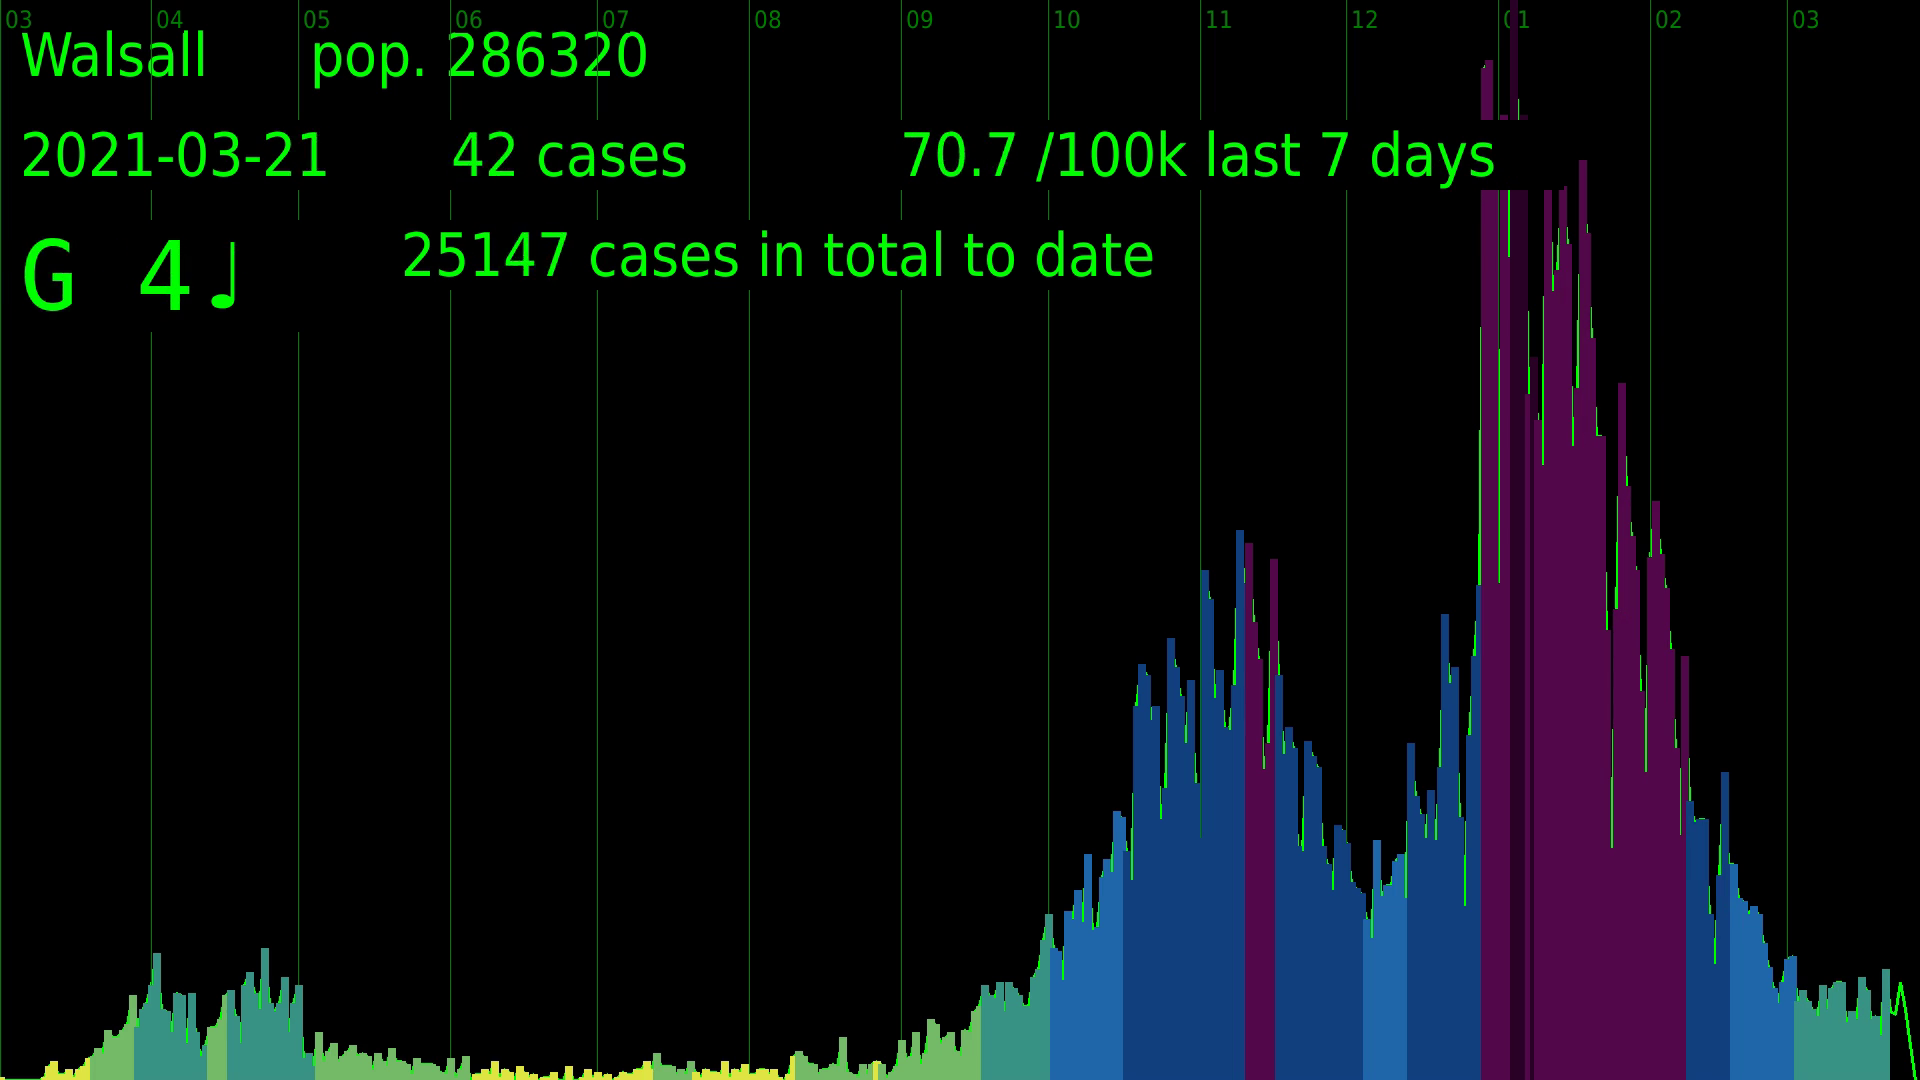 03 04 05 06 07 08 09 10 11 12 01 02 03
Walsall pop. 286320
2021-03-21 42 cases 70.7 /100k last 7 days
G 4♩ 25147 cases in total to date